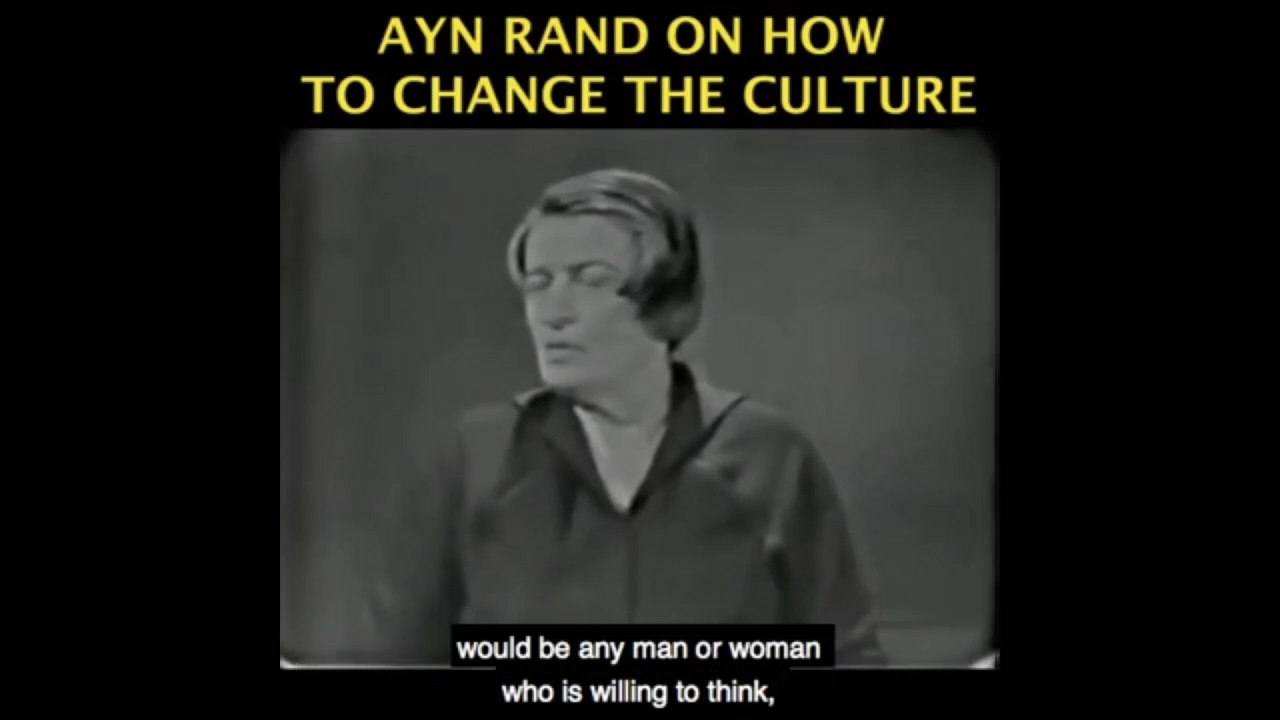 AYN RAND ON HOW
TO CHANGE THE CULTURE
would be any man or woman
who is willing to think,